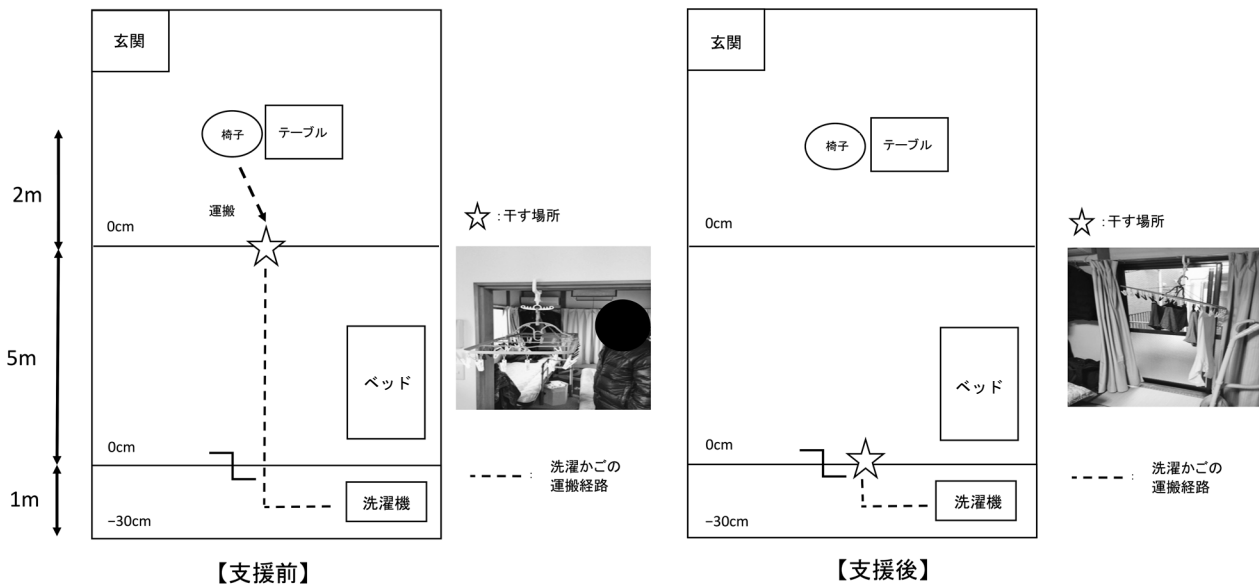 玄関
椅子
テーブル
2m
運搬
0cm
☆:干す場所
5m
ベッド
0cm
1m
洗濯機
−30cm
:洗濯かごの
運搬経路
【支援前】
玄関
椅子
テーブル
0cm
☆:干す場所
ベッド
0cm
洗濯機
−30cm
:洗濯かごの
運搬経路
【支援後】